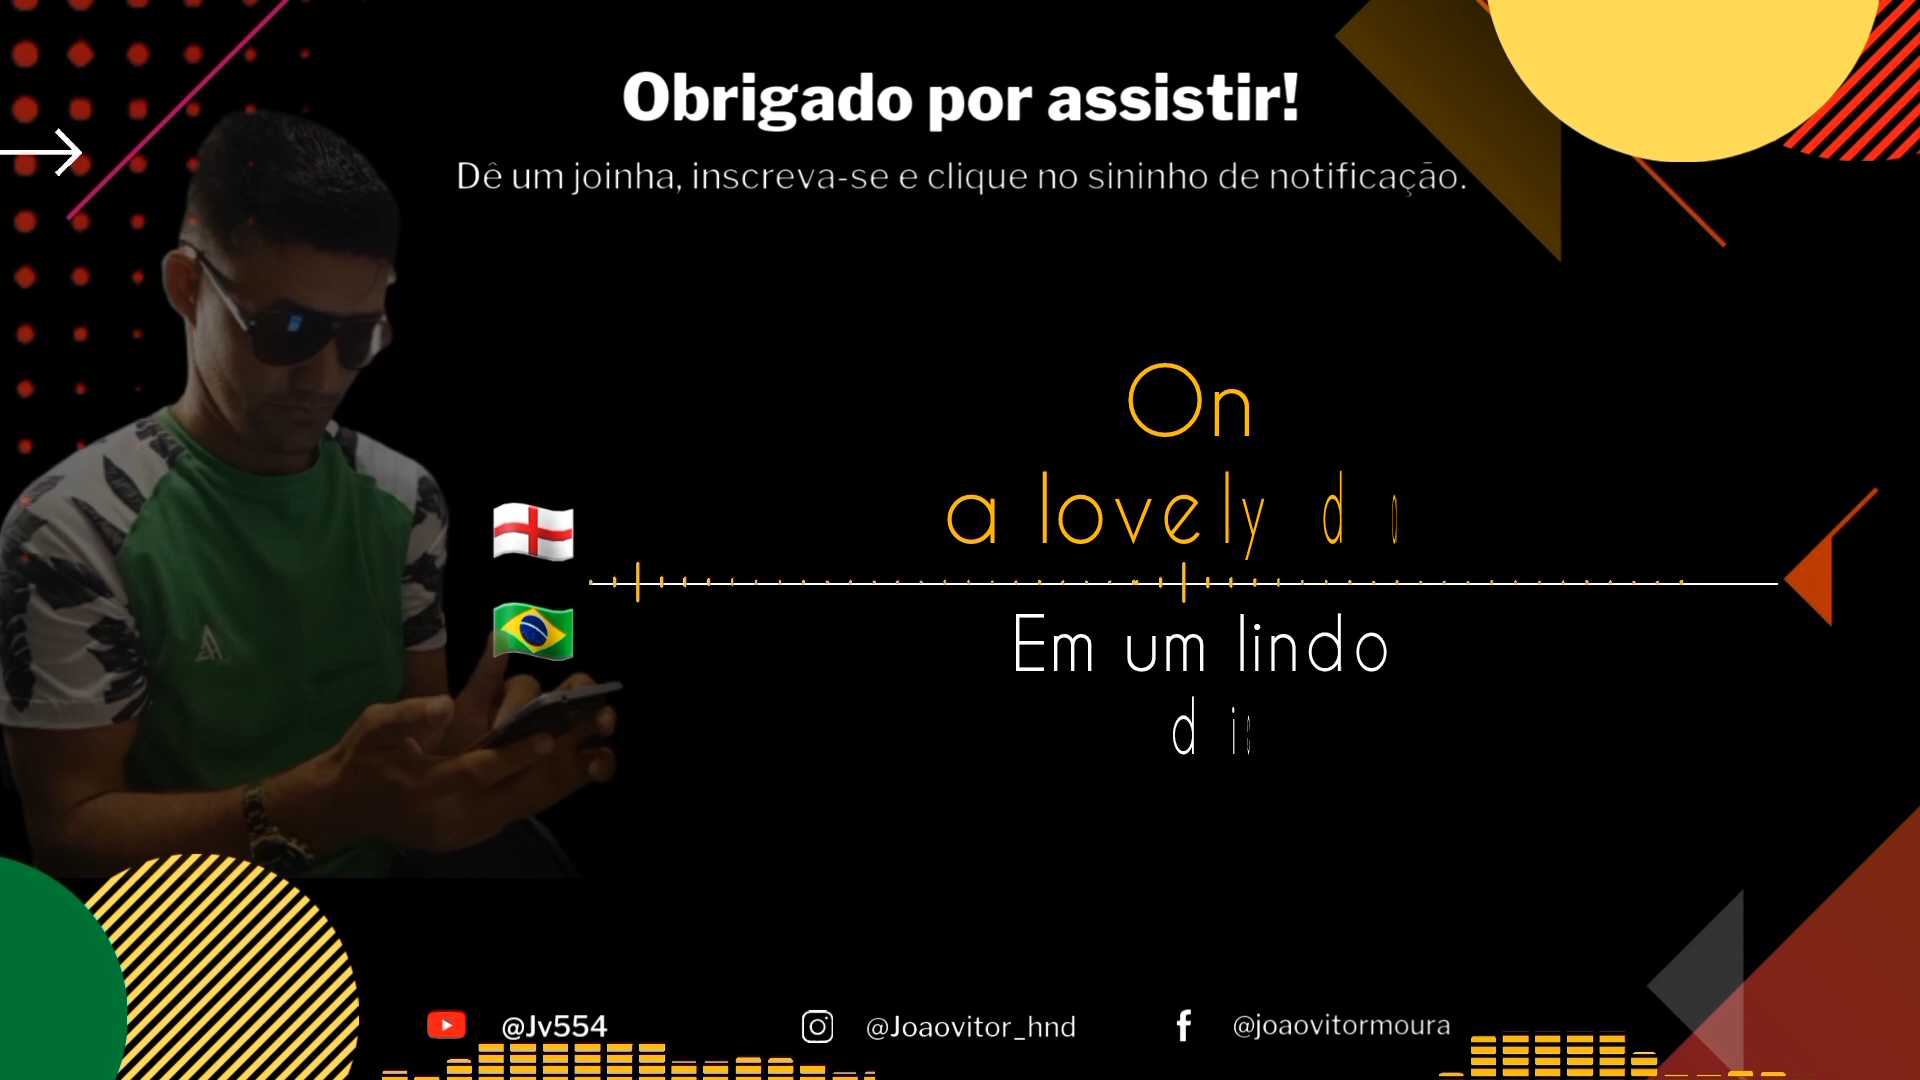 Obrigado por assistir!
Dê um joinha, inscreva-se e clique no sininho de notificação.
On
a lovely d
Em um lindo
d i
@Jv554
@Joaovitor_hnd
@joaovitormoura